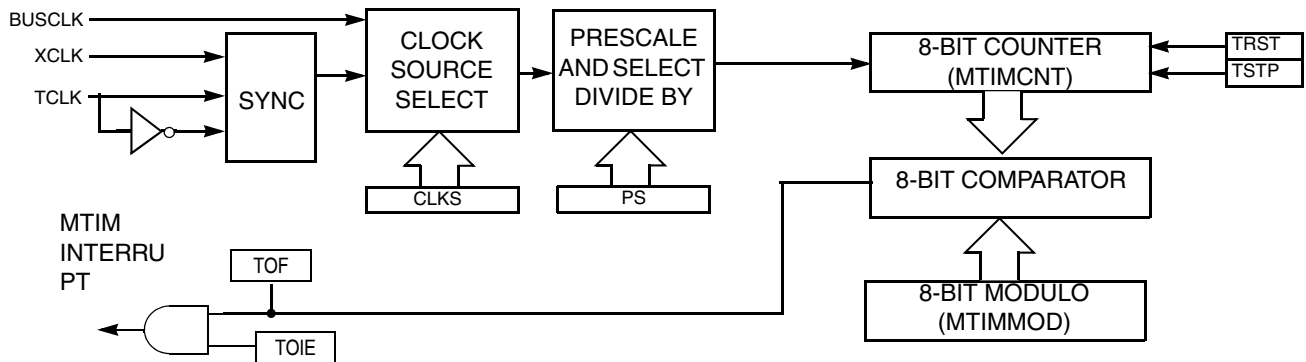 BUSCLK
XCLK
TCLK
SYNC
CLOCK
SOURCE
SELECT
PRESCALE
AND SELECT
DIVIDE BY
8-BIT COUNTER
(MTIMCNT)
TRST
TSTP
CLKS
PS
8-BIT COMPARATOR
MTIM
INTERRU
PT
TOF
TOIE
8-BIT MODULO
(MTIMMOD)